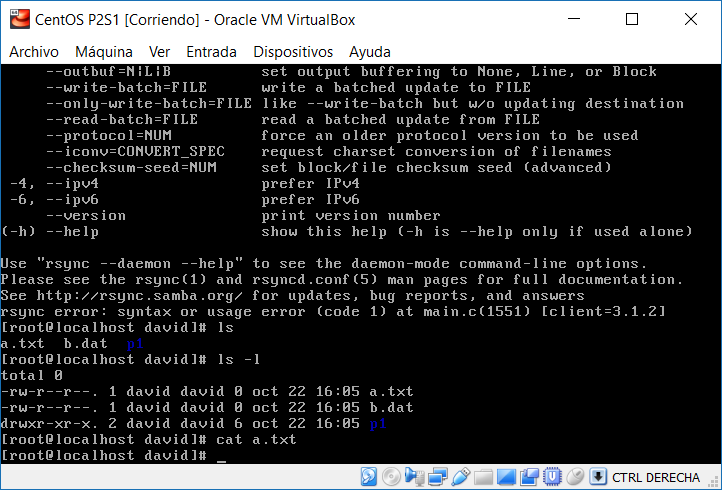 CentOS P2S1 [Corriendo] - Oracle VM VirtualBox
Archivo Máquina Ver Entrada Dispositivos Ayuda
--outbuf=N|L|B set output buffering to None, Line, or Block
--write-batch=FILE write a batched update to FILE
--only-write-batch=FILE like --write-batch but w/o updating destination
--read-batch=FILE read a batched update from FILE
--protocol=NUM force an older protocol version to be used
--iconv=CONVERT_SPEC request charset conversion of filenames
--checksum-seed=NUM set block/file checksum seed (advanced)
-4, --ipv4 prefer IPv4
-6, --ipv6 prefer IPv6
--version print version number
(-h) --help show this help (-h is --help only if used alone)
Use "rsync --daemon --help" to see the daemon-mode command-line options.
Please see the rsync(1) and rsyncd.conf(5) man pages for full documentation.
See http://rsync.samba.org/ for updates, bug reports, and answers
rsync error: syntax or usage error (code 1) at main.c(1551) [client=3.1.2]
[root@localhost david]# ls
a.txt b.dat p1
[root@localhost david]# ls -l
total 0
-rw-r--r--. 1 david david 0 oct 22 16:05 a.txt
-rw-r--r--. 1 david david 0 oct 22 16:05 b.dat
drwxr-xr-x. 2 david david 6 oct 22 16:05 p1
[root@localhost david]# cat a.txt
[root@localhost david]# _
CTRL DERECHA